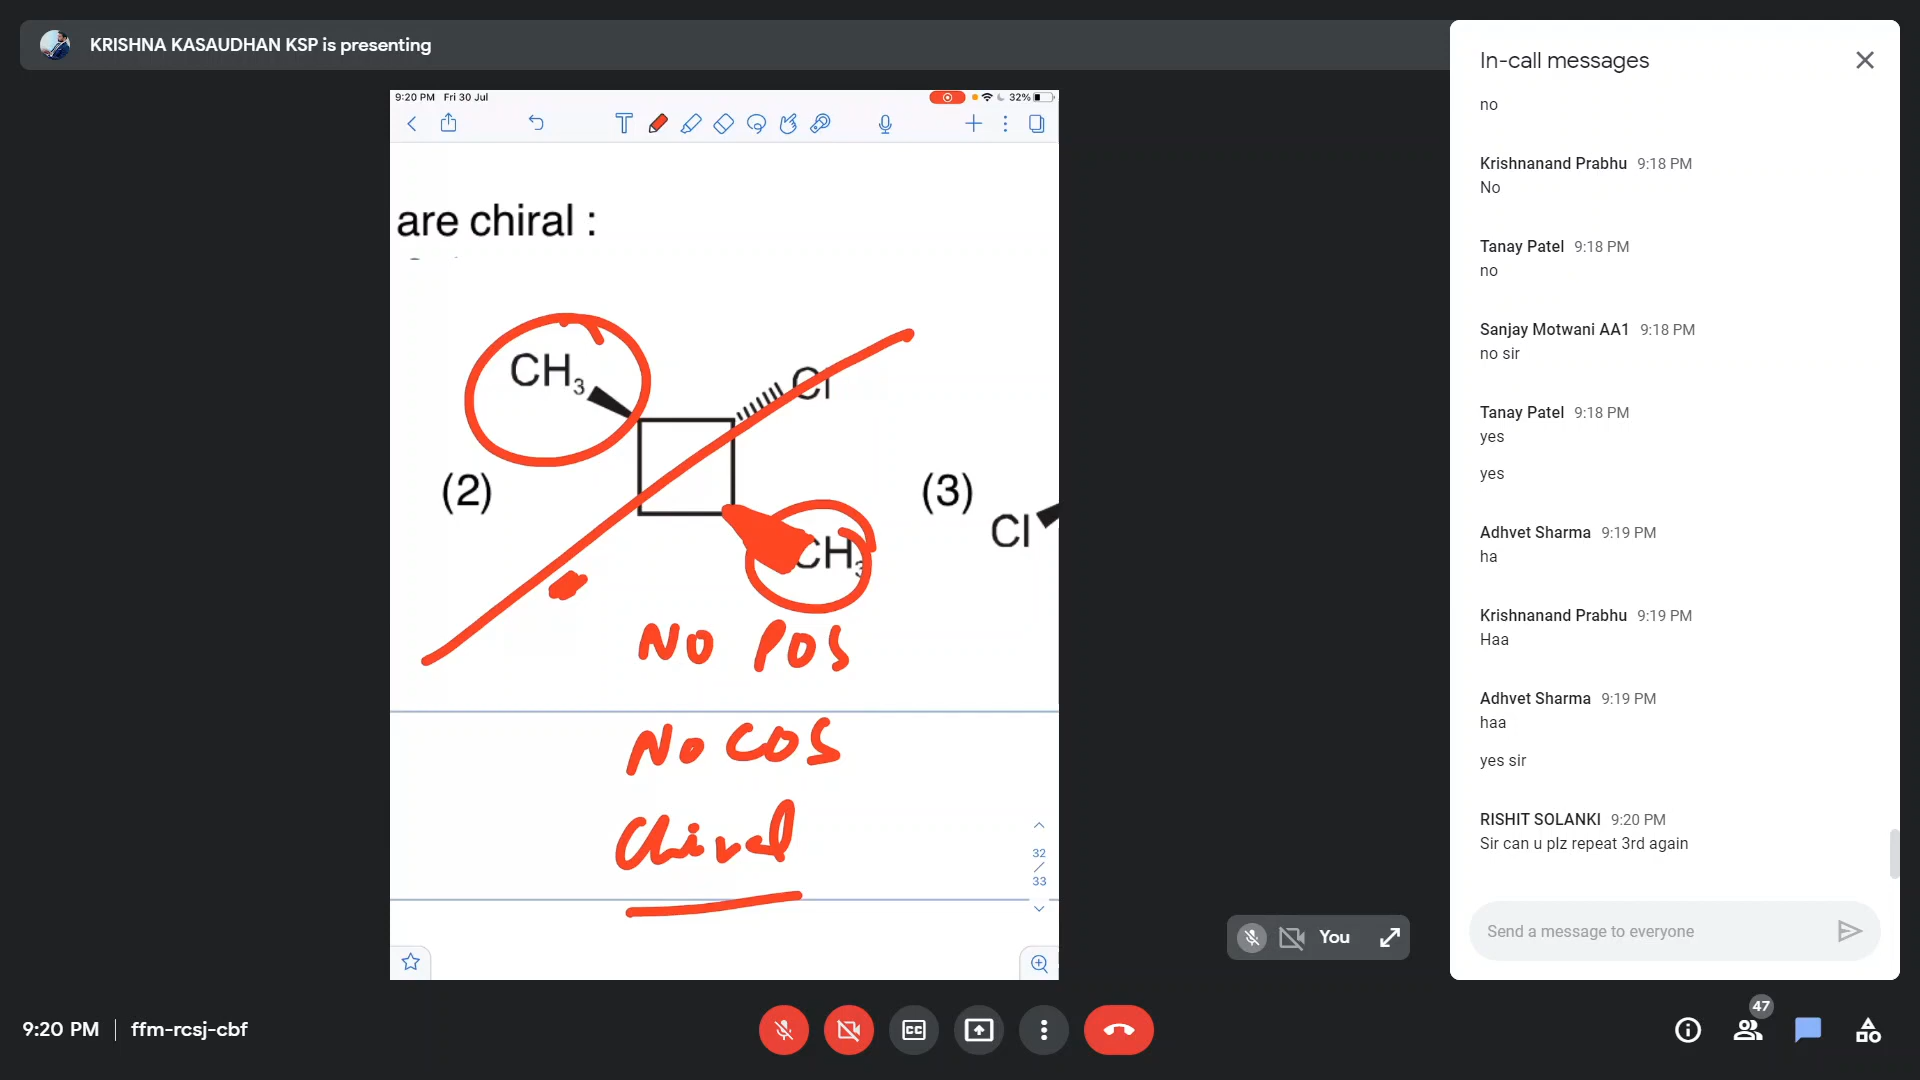 KRISHNA KASAUDHAN KSP is presenting
9:20 PM Fri 30 Jul
32%
are chiral :
CH3
Cl
(2)
(3)
Cl
CH3
NO POS
NO COS
Chiral
32
33
You
In-call messages
no
Krishnanand Prabhu 9:18 PM
No
Tanay Patel 9:18 PM
no
Sanjay Motwani AA1 9:18 PM
no sir
Tanay Patel 9:18 PM
yes
yes
Adhvet Sharma 9:19 PM
ha
Krishnanand Prabhu 9:19 PM
Haa
Adhvet Sharma 9:19 PM
haa
yes sir
RISHIT SOLANKI 9:20 PM
Sir can u plz repeat 3rd again
Send a message to everyone
9:20 PM | ffm-rcsj-cbf
CC
47